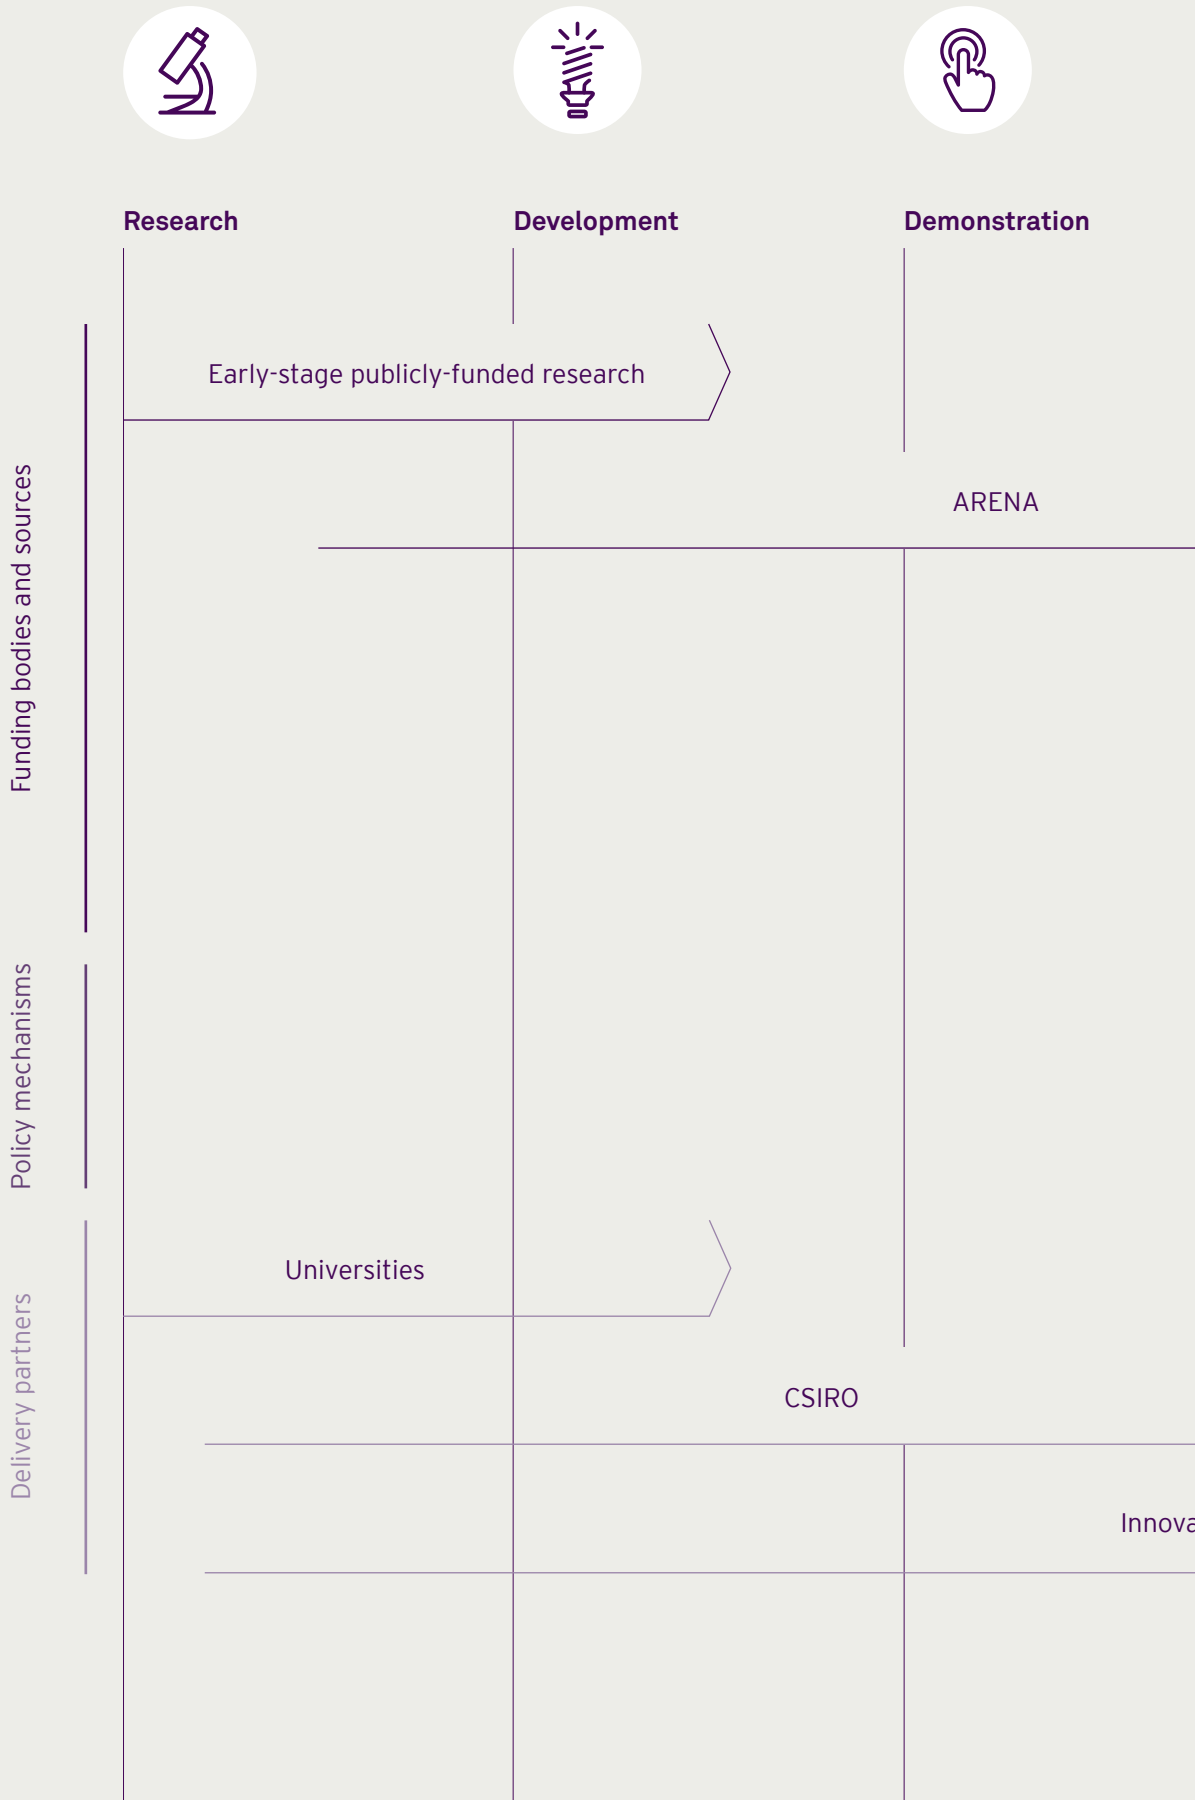 Research
Development
Demonstration
Funding bodies and sources
Early-stage publicly-funded research
ARENA
Policy mechanisms
Delivery partners
Universities
CSIRO
Innova